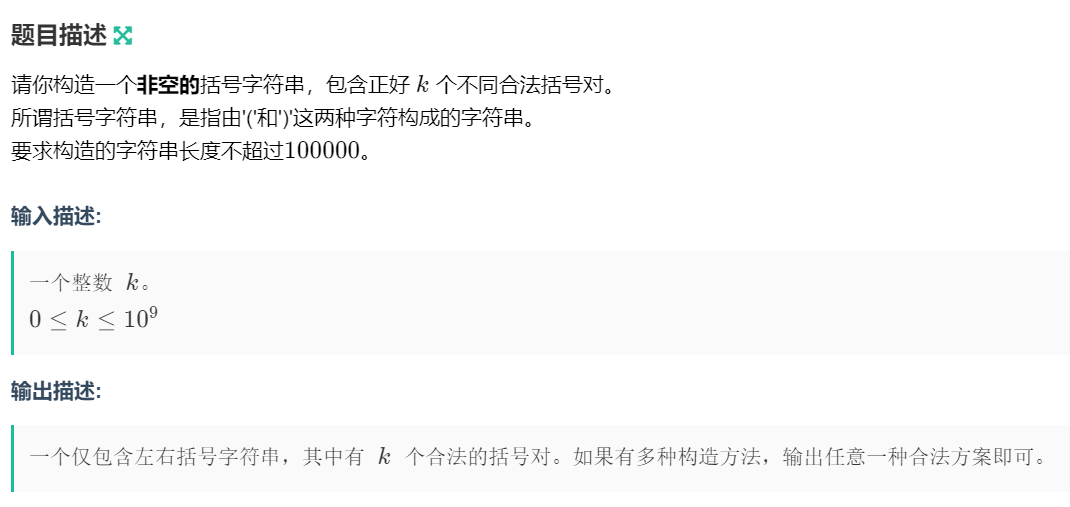 题目描述
请你构造一个非空的括号字符串，包含正好 k 个不同合法括号对。
所谓括号字符串，是指由'('和')'这两种字符构成的字符串。
要求构造的字符串长度不超过100000。
输入描述:
一个整数 k。
0 ≤ k ≤ 10⁹
输出描述:
一个仅包含左右括号字符串，其中有 k 个合法的括号对。如果有多种构造方法，输出任意一种合法方案即可。